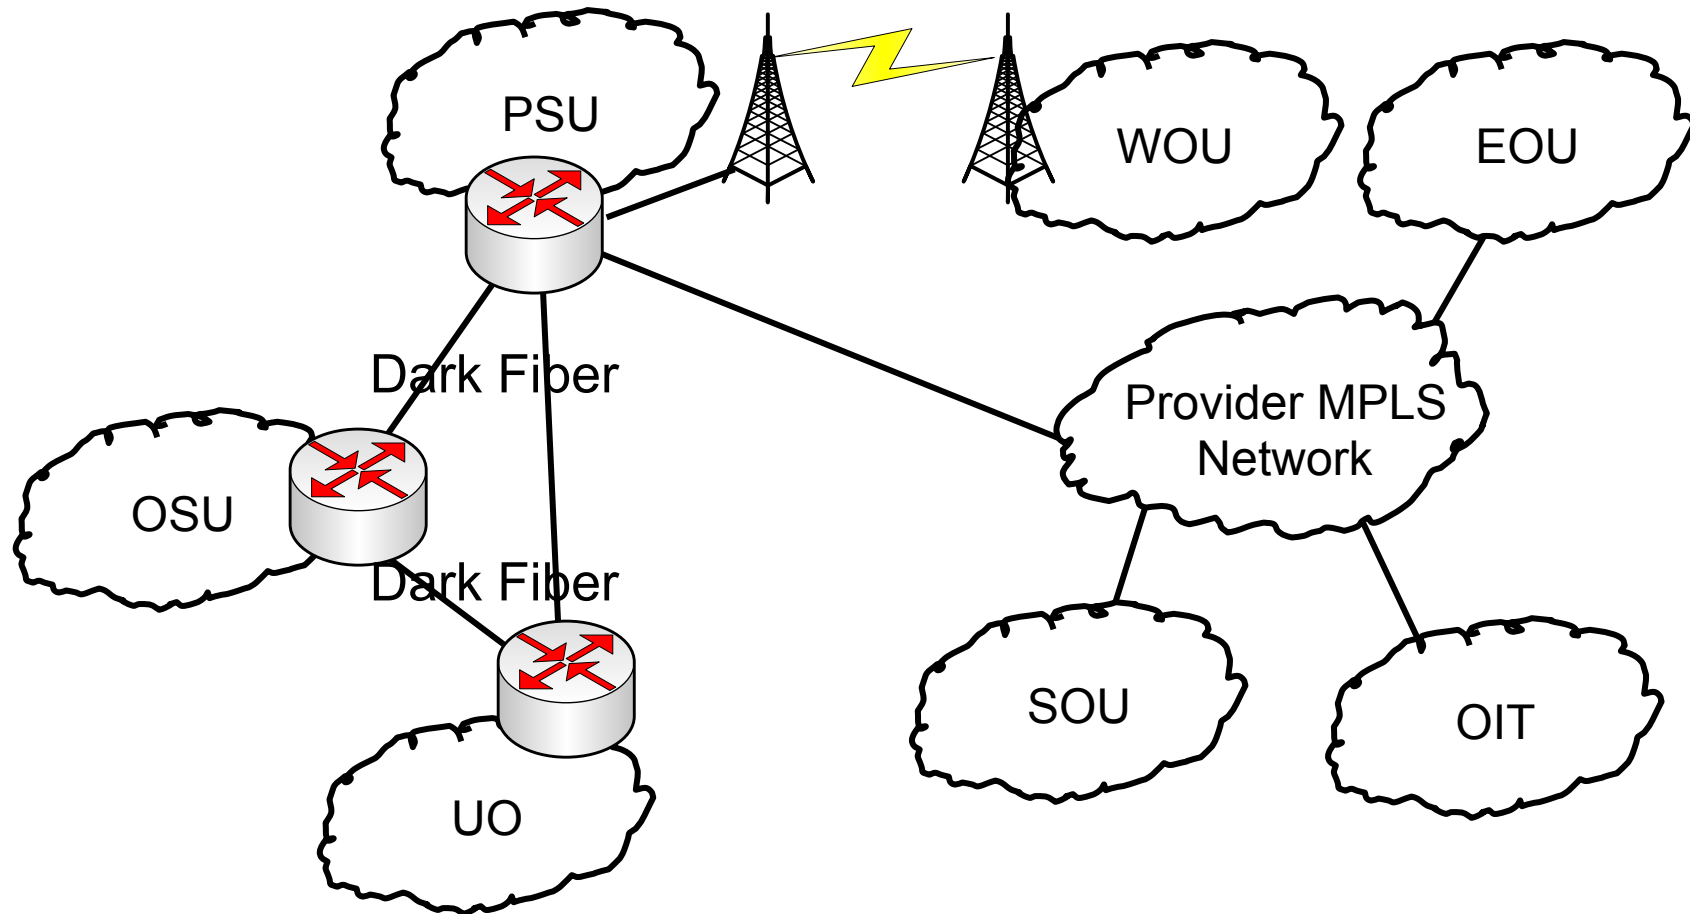 PSU
WOU
EOU
Dark Fiber
Provider MPLS
Network
OSU
Dark Fiber
SOU
OIT
UO